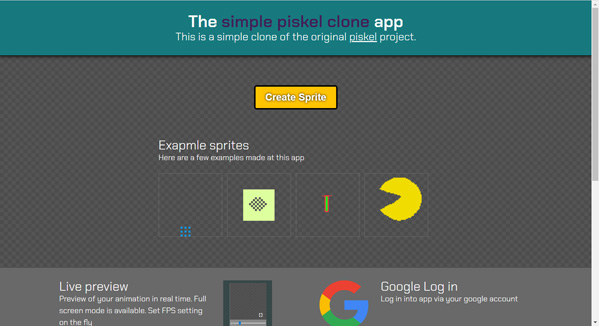 The simple piskel clone app
This is a simple clone of the original piskel project.
Create Sprite
Exapmle sprites
Here are a few examples made at this app
Live preview
Preview of your animation in real time. Full
screen mode is available. Set FPS setting
on the fly
Google Log in
Log in into app via your google account